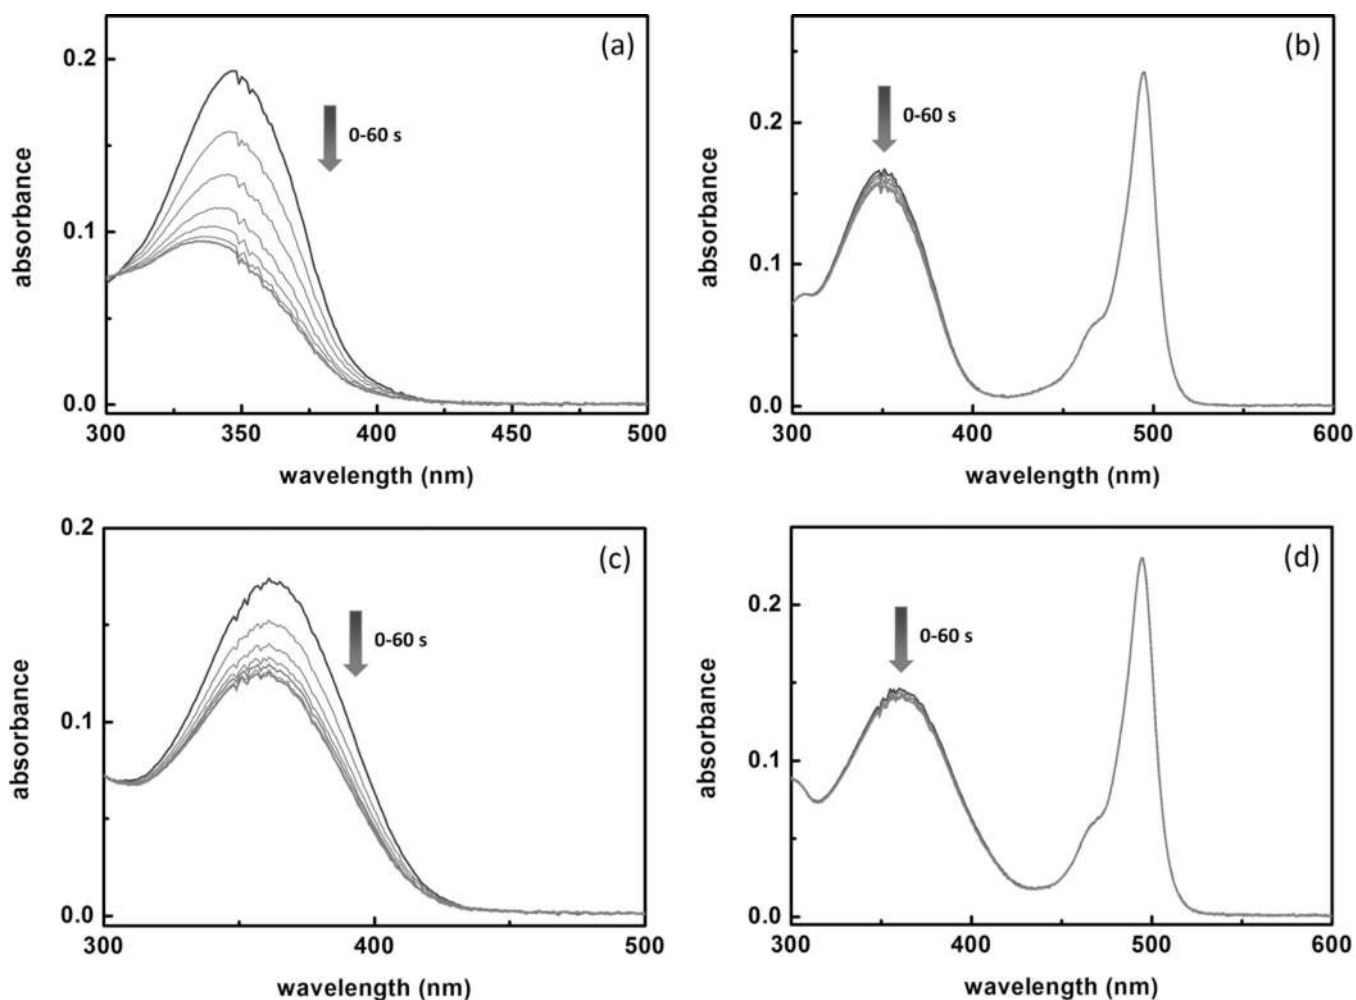 (a)
0.2
0.1
0.0
absorbance
0-60 s
300 350 400 450 500
wavelength (nm)
(b)
0.2
0.1
0.0
absorbance
0-60 s
300 400 500 600
wavelength (nm)
(c)
0.2
0.1
0.0
absorbance
0-60 s
300 400 500
wavelength (nm)
(d)
0.2
0.1
0.0
absorbance
0-60 s
300 400 500 600
wavelength (nm)